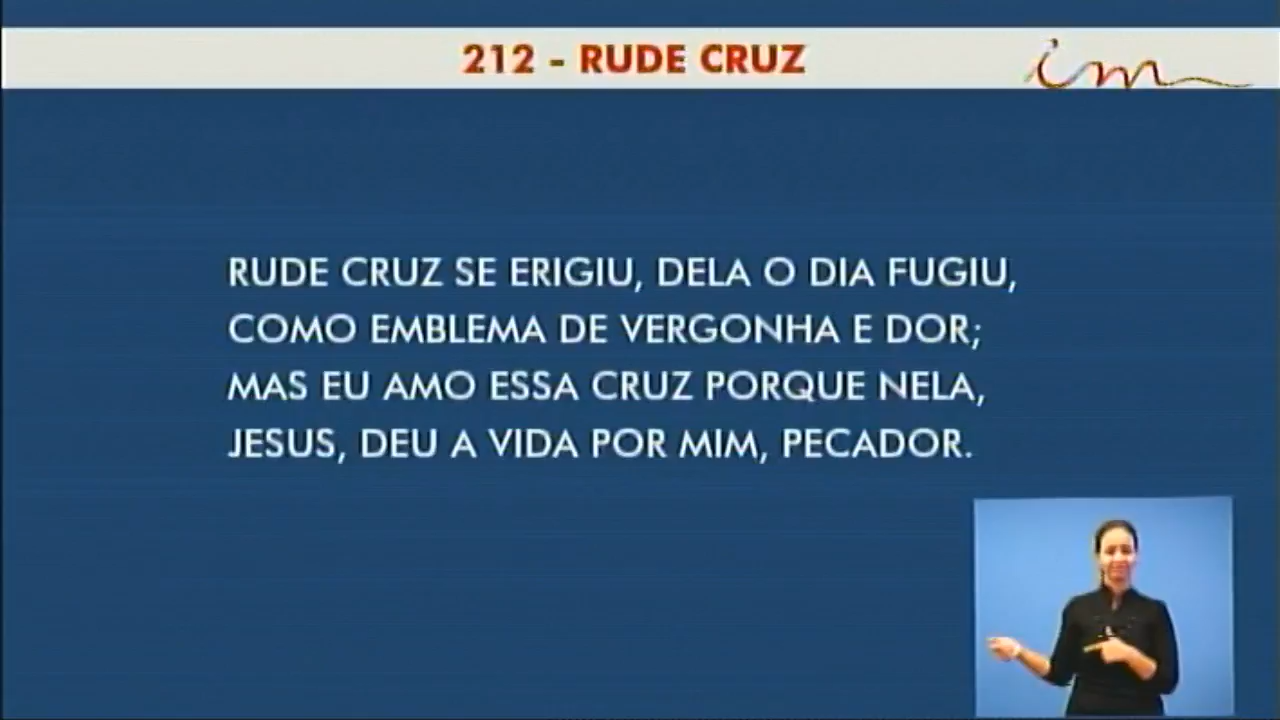 212 - RUDE CRUZ
im
RUDE CRUZ SE ERIGIU, DELA O DIA FUGIU,
COMO EMBLEMA DE VERGONHA E DOR;
MAS EU AMO ESSA CRUZ PORQUE NELA,
JESUS, DEU A VIDA POR MIM, PECADOR.